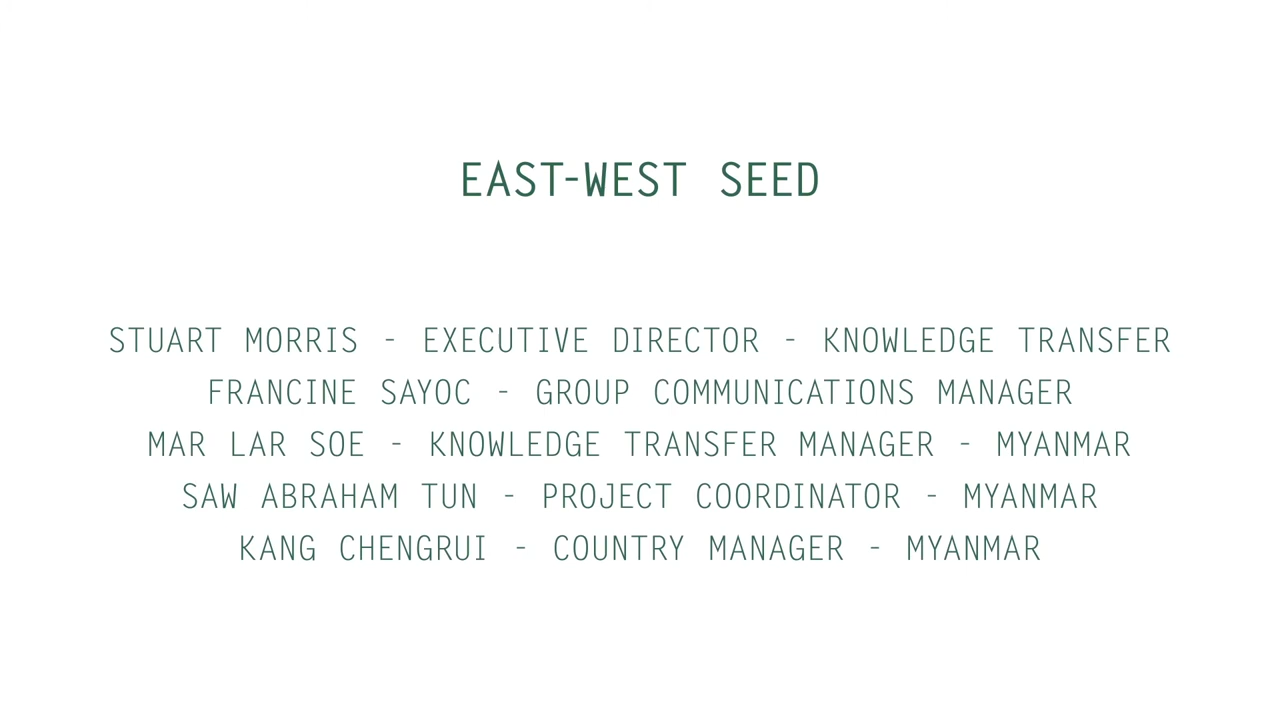 EAST-WEST SEED
STUART MORRIS - EXECUTIVE DIRECTOR - KNOWLEDGE TRANSFER
FRANCINE SAYOC - GROUP COMMUNICATIONS MANAGER
MAR LAR SOE - KNOWLEDGE TRANSFER MANAGER - MYANMAR
SAW ABRAHAM TUN - PROJECT COORDINATOR - MYANMAR
KANG CHENGRUI - COUNTRY MANAGER - MYANMAR